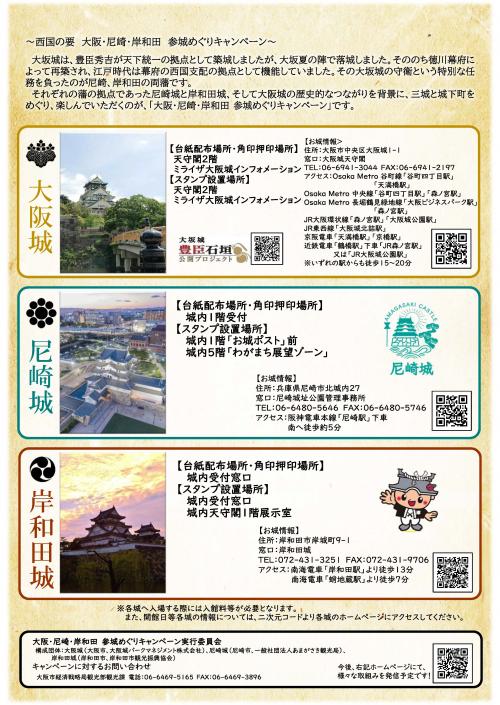 ～西国の要 大阪・尼崎・岸和田 参城めぐりキャンペーン～
大坂城は、豊臣秀吉が天下統一の拠点として築城しましたが、大坂夏の陣で落城しました。そののち徳川幕府に
よって再築され、江戸時代は幕府の西国支配の拠点として機能していました。その大坂城の守衛という特別な任
務を負ったのが尼崎、岸和田の両藩です。
それぞれの藩の拠点であった尼崎城と岸和田城、そして大阪城の歴史的なつながりを背景に、三城と城下町を
めぐり、楽しんでいただくのが、「大阪・尼崎・岸和田 参城めぐりキャンペーン」です。
大阪城
【台紙配布場所・角印押印場所】
天守閣2階
ミライザ大阪城インフォメーション
【スタンプ設置場所】
天守閣2階
ミライザ大阪城インフォメーション
大坂城
豊臣石垣
公開プロジェクト
【お城情報>
住所：大阪市中央区大阪城1-1
窓口：大阪城天守閣
TEL：06-6941-3044 FAX：06-6941-2197
アクセス：Osaka Metro 谷町線「谷町四丁目駅」
「天満橋駅」
Osaka Metro 中央線「谷町四丁目駅」「森ノ宮駅」
Osaka Metro 長堀鶴見緑地線「大阪ビジネスパーク駅」
「森ノ宮駅」
JR大阪環状線「森ノ宮駅」「大阪城公園駅」
JR東西線「大阪城北詰駅」
京阪電車「天満橋駅」「京橋駅」
近鉄電車「鶴橋駅」下車「JR森ノ宮駅」
又は「JR大阪城公園駅」
※いずれの駅からも徒歩15～20分
尼崎城
【台紙配布場所・角印押印場所】
城内1階受付
【スタンプ設置場所】
城内1階「お城ポスト」前
城内5階「わがまち展望ゾーン」
AMAGASAKI CASTLE
尼崎城
【お城情報】
住所：兵庫県尼崎市北城内27
窓口：尼崎城址公園管理事務所
TEL：06-6480-5646 FAX：06-6480-5746
アクセス：阪神電車本線「尼崎駅」下車
南へ徒歩約5分
岸和田城
【台紙配布場所・角印押印場所】
城内受付窓口
【スタンプ設置場所】
城内受付窓口
城内天守閣1階展示室
【お城情報】
住所：岸和田市岸城町9-1
窓口：岸和田城
TEL：072-431-3251 FAX：072-431-9706
アクセス：南海電車「岸和田駅」より徒歩13分
南海電車「蛸地蔵駅」より徒歩7分
※各城へ入場する際には入館料等が必要となります。
また、開館日等各城の情報については、二次元コードより各城のホームページにアクセスしてください。
大阪・尼崎・岸和田 参城めぐりキャンペーン実行委員会
構成団体：大阪城（大阪市、大阪城パークマネジメント株式会社）、尼崎城（尼崎市、一般社団法人あまがさき観光局）、
岸和田城（岸和田市、岸和田市観光振興協会）
キャンペーンに対するお問い合わせ
大阪市経済戦略局観光部観光課 電話：06-6469-5165 FAX：06-6469-3896
今後、右記ホームページにて、
様々な取組みを発信予定です！